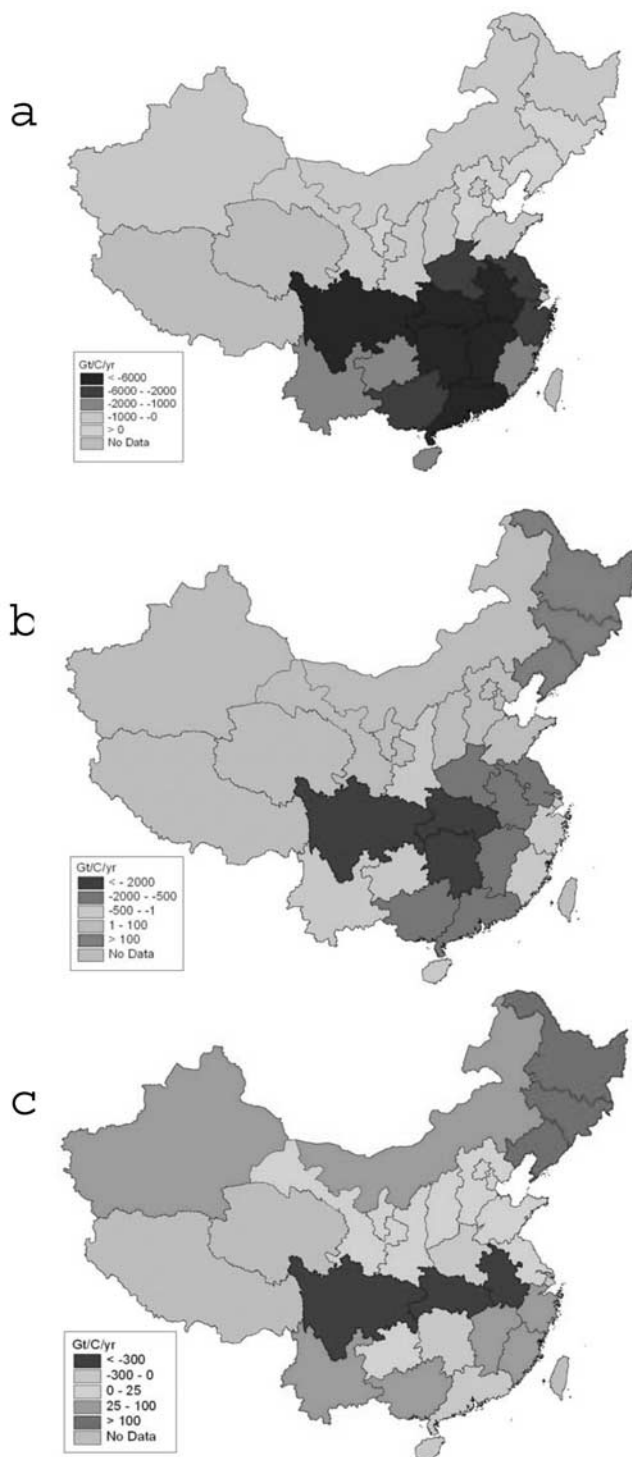 a
Gt/C/yr
< -6000
-6000 - -2000
-2000 - -1000
-1000 - -0
> 0
No Data
b
Gt/C/yr
< - 2000
-2000 - -500
-500 - -1
1 - 100
> 100
No Data
c
Gt/C/yr
< -300
-300 - 0
0 - 25
25 - 100
> 100
No Data